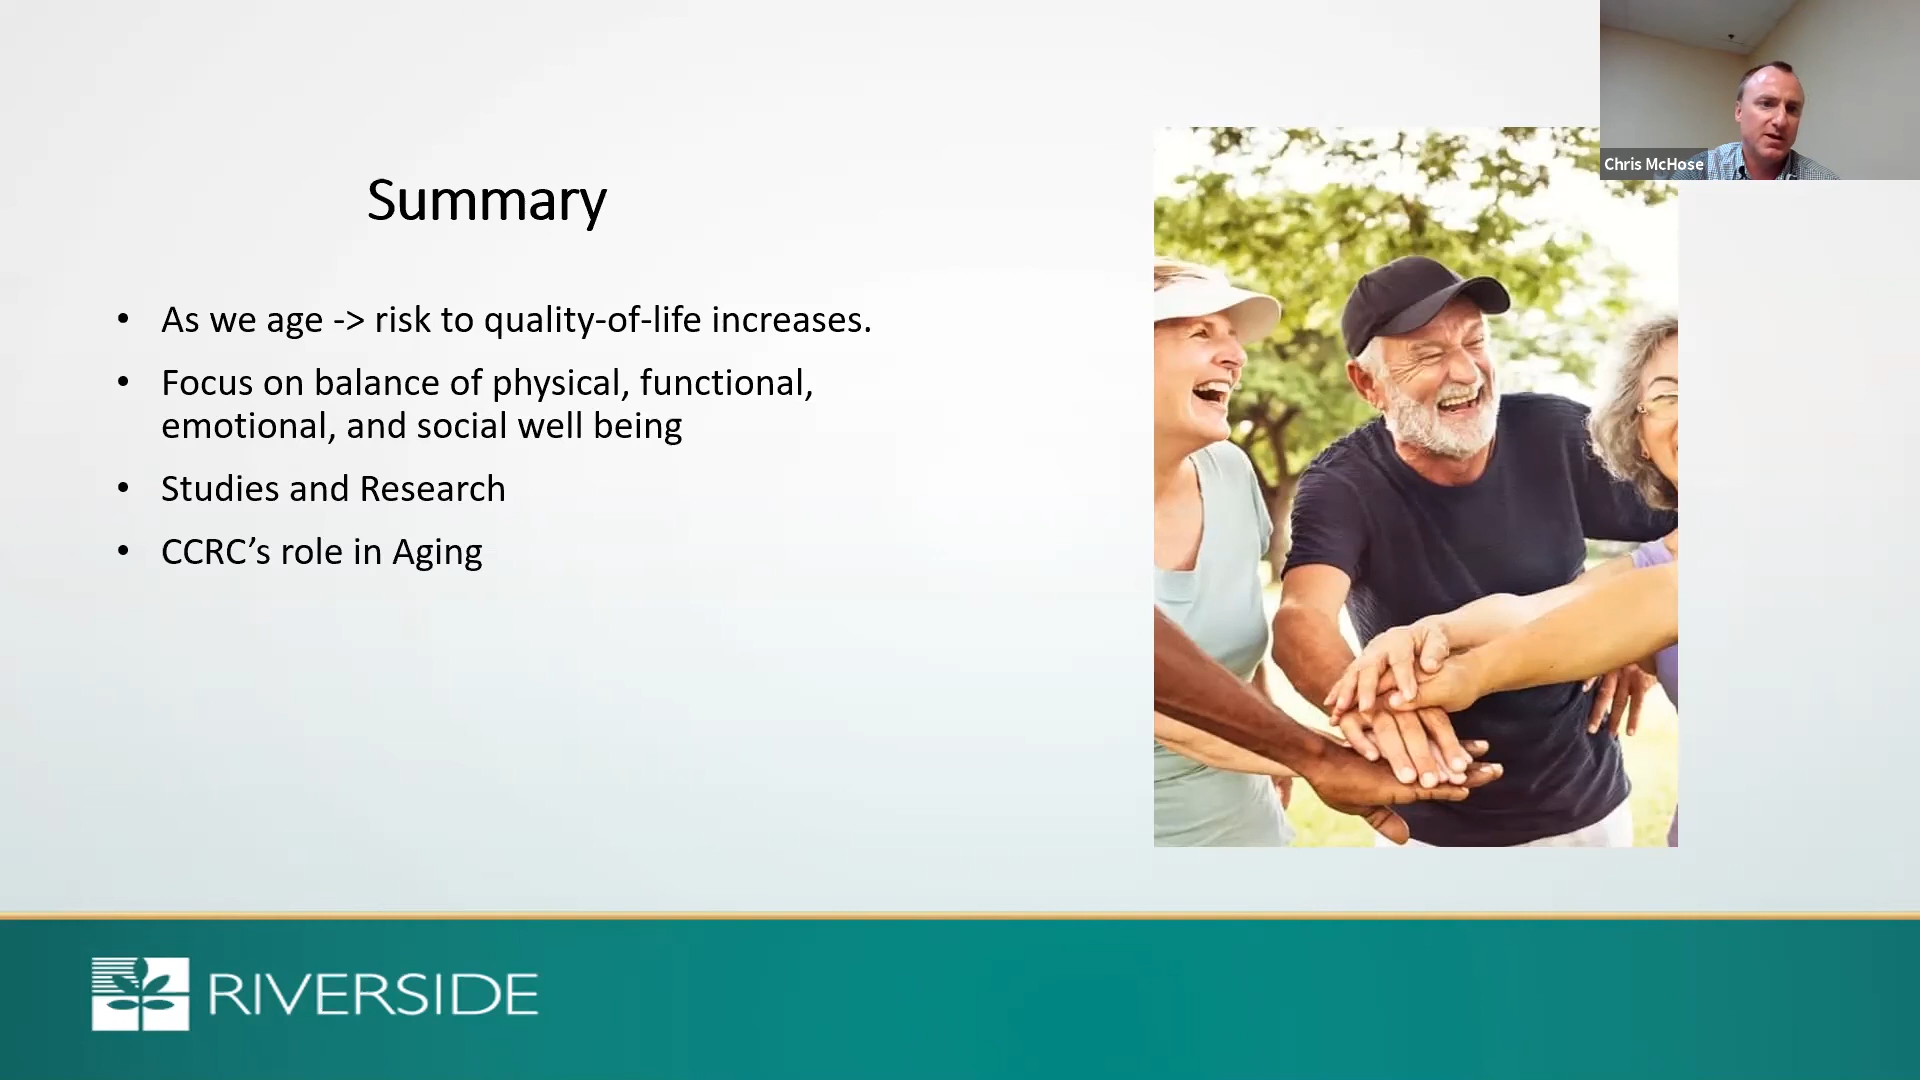 Chris McHose
Summary
• As we age -> risk to quality-of-life increases.
• Focus on balance of physical, functional,
emotional, and social well being
• Studies and Research
• CCRC’s role in Aging
RIVERSIDE